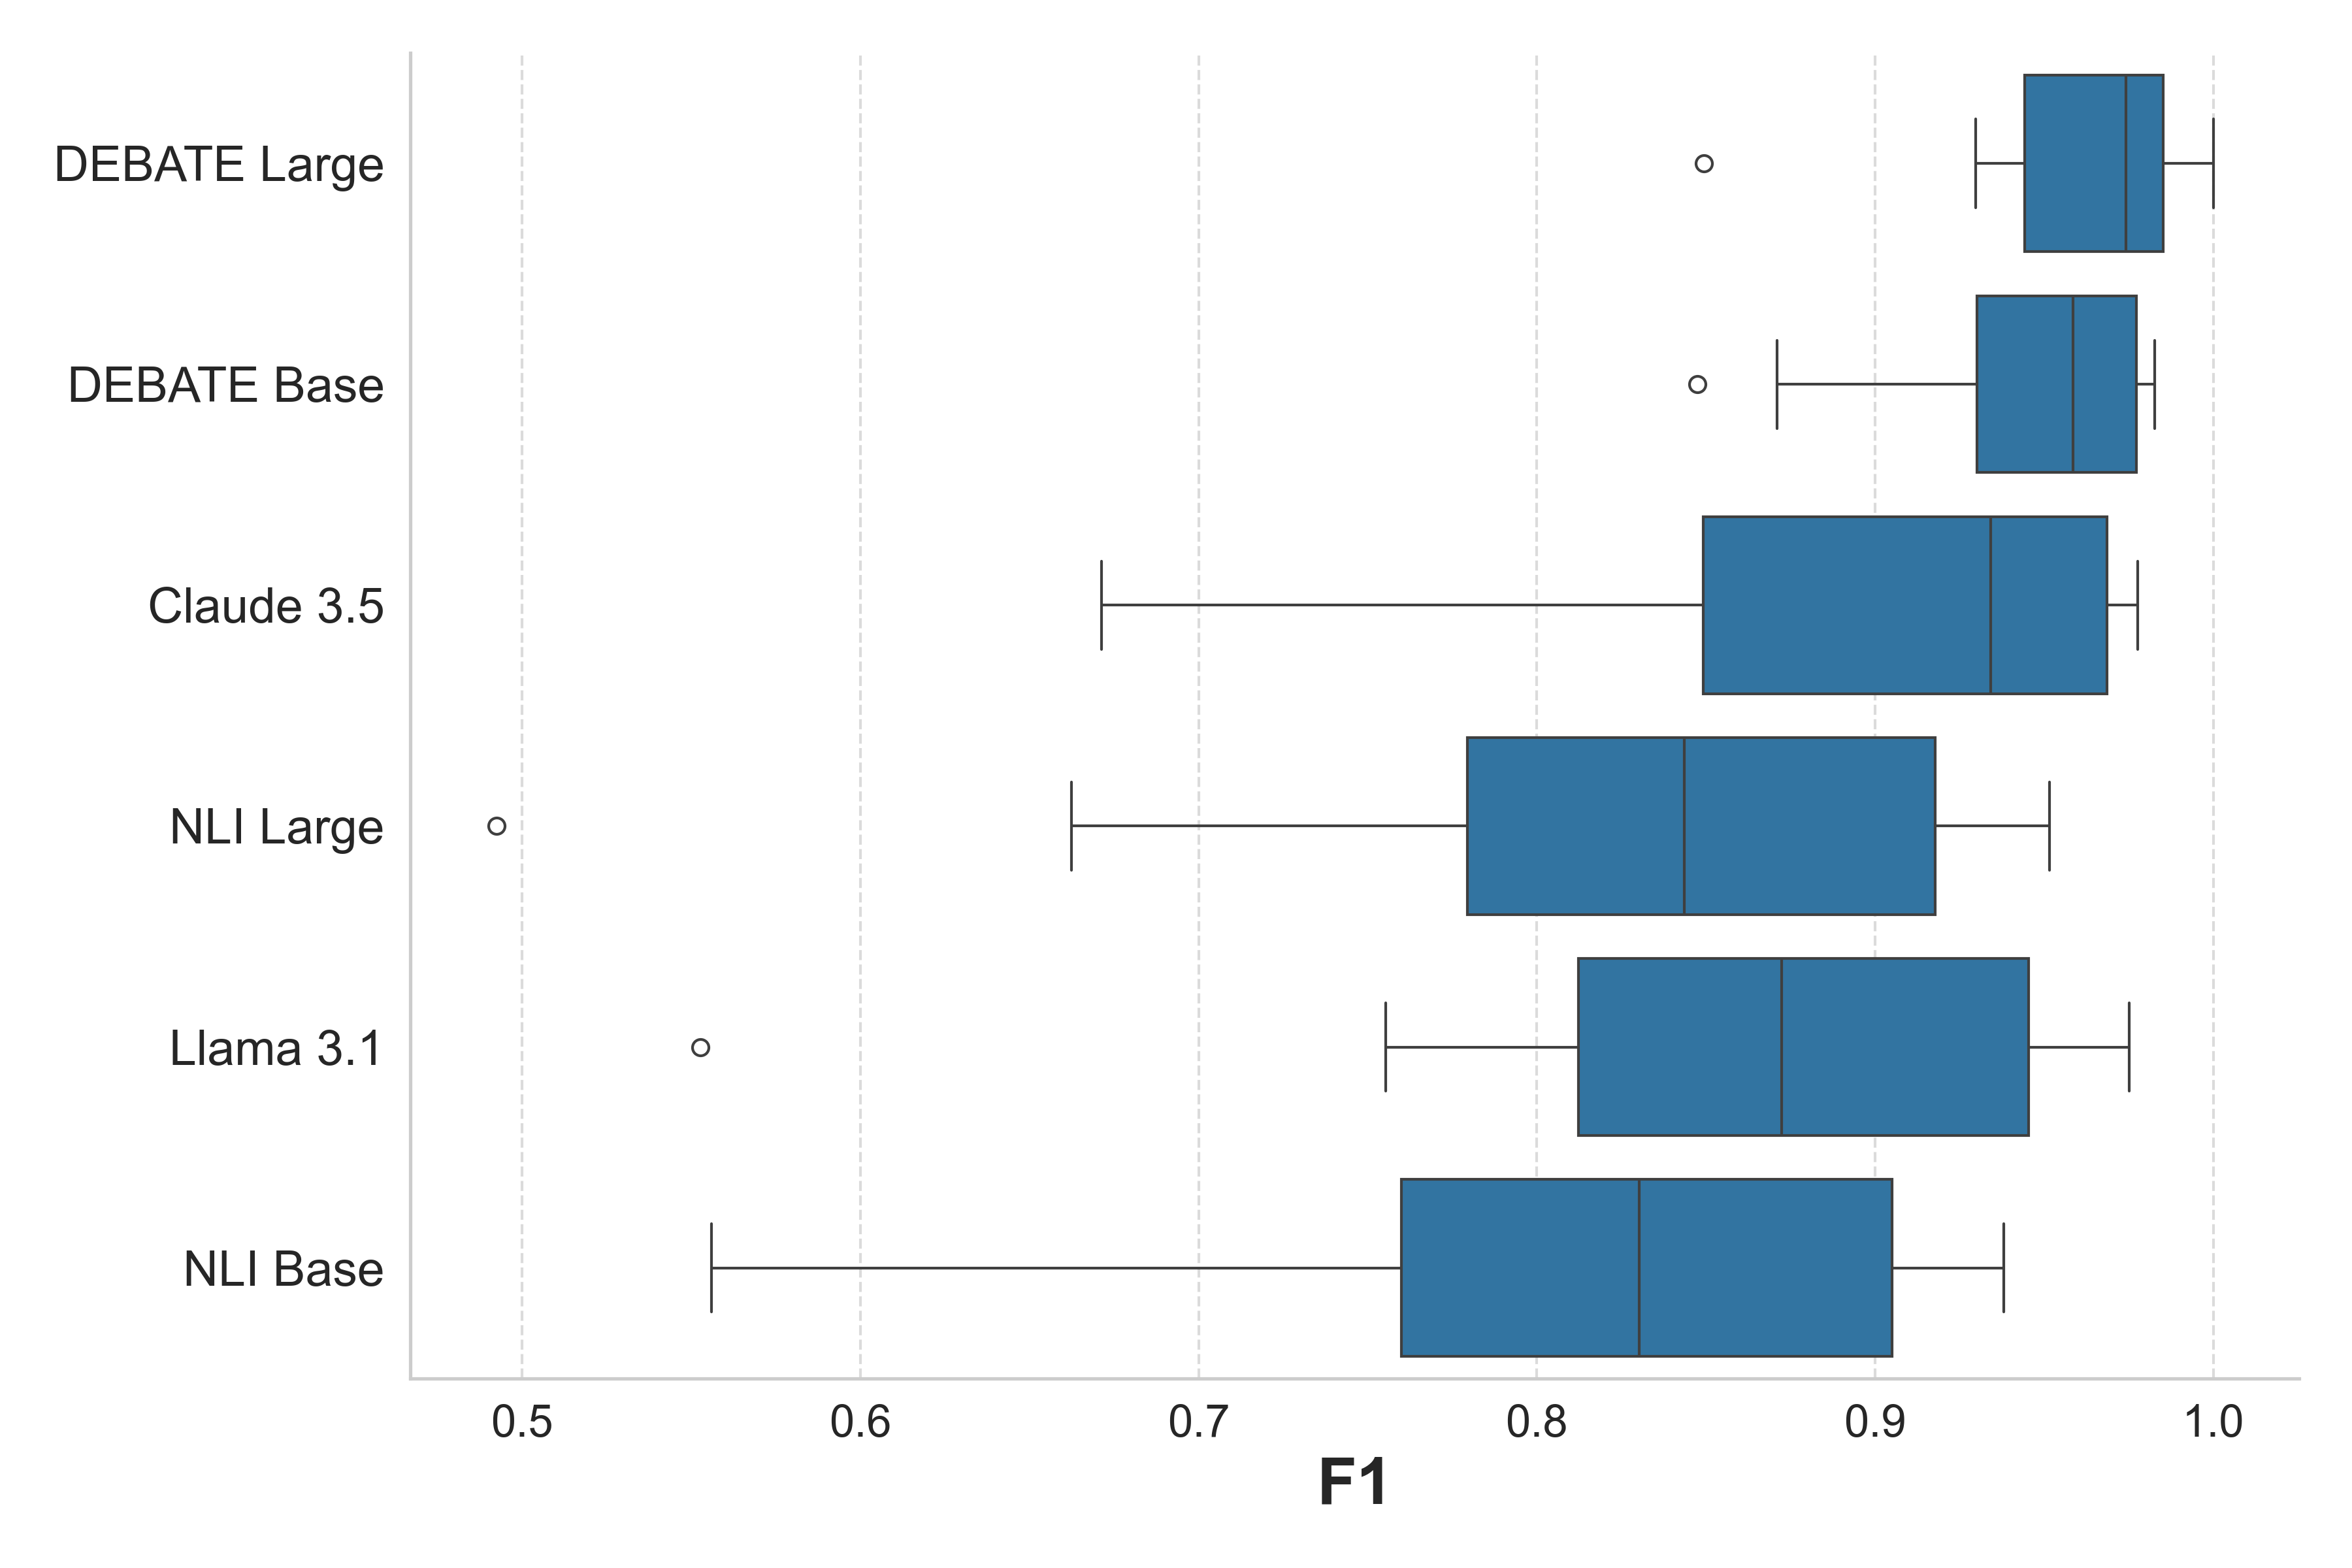 DEBATE Large
DEBATE Base
Claude 3.5
NLI Large
Llama 3.1
NLI Base
0.5 0.6 0.7 0.8 0.9 1.0
F1